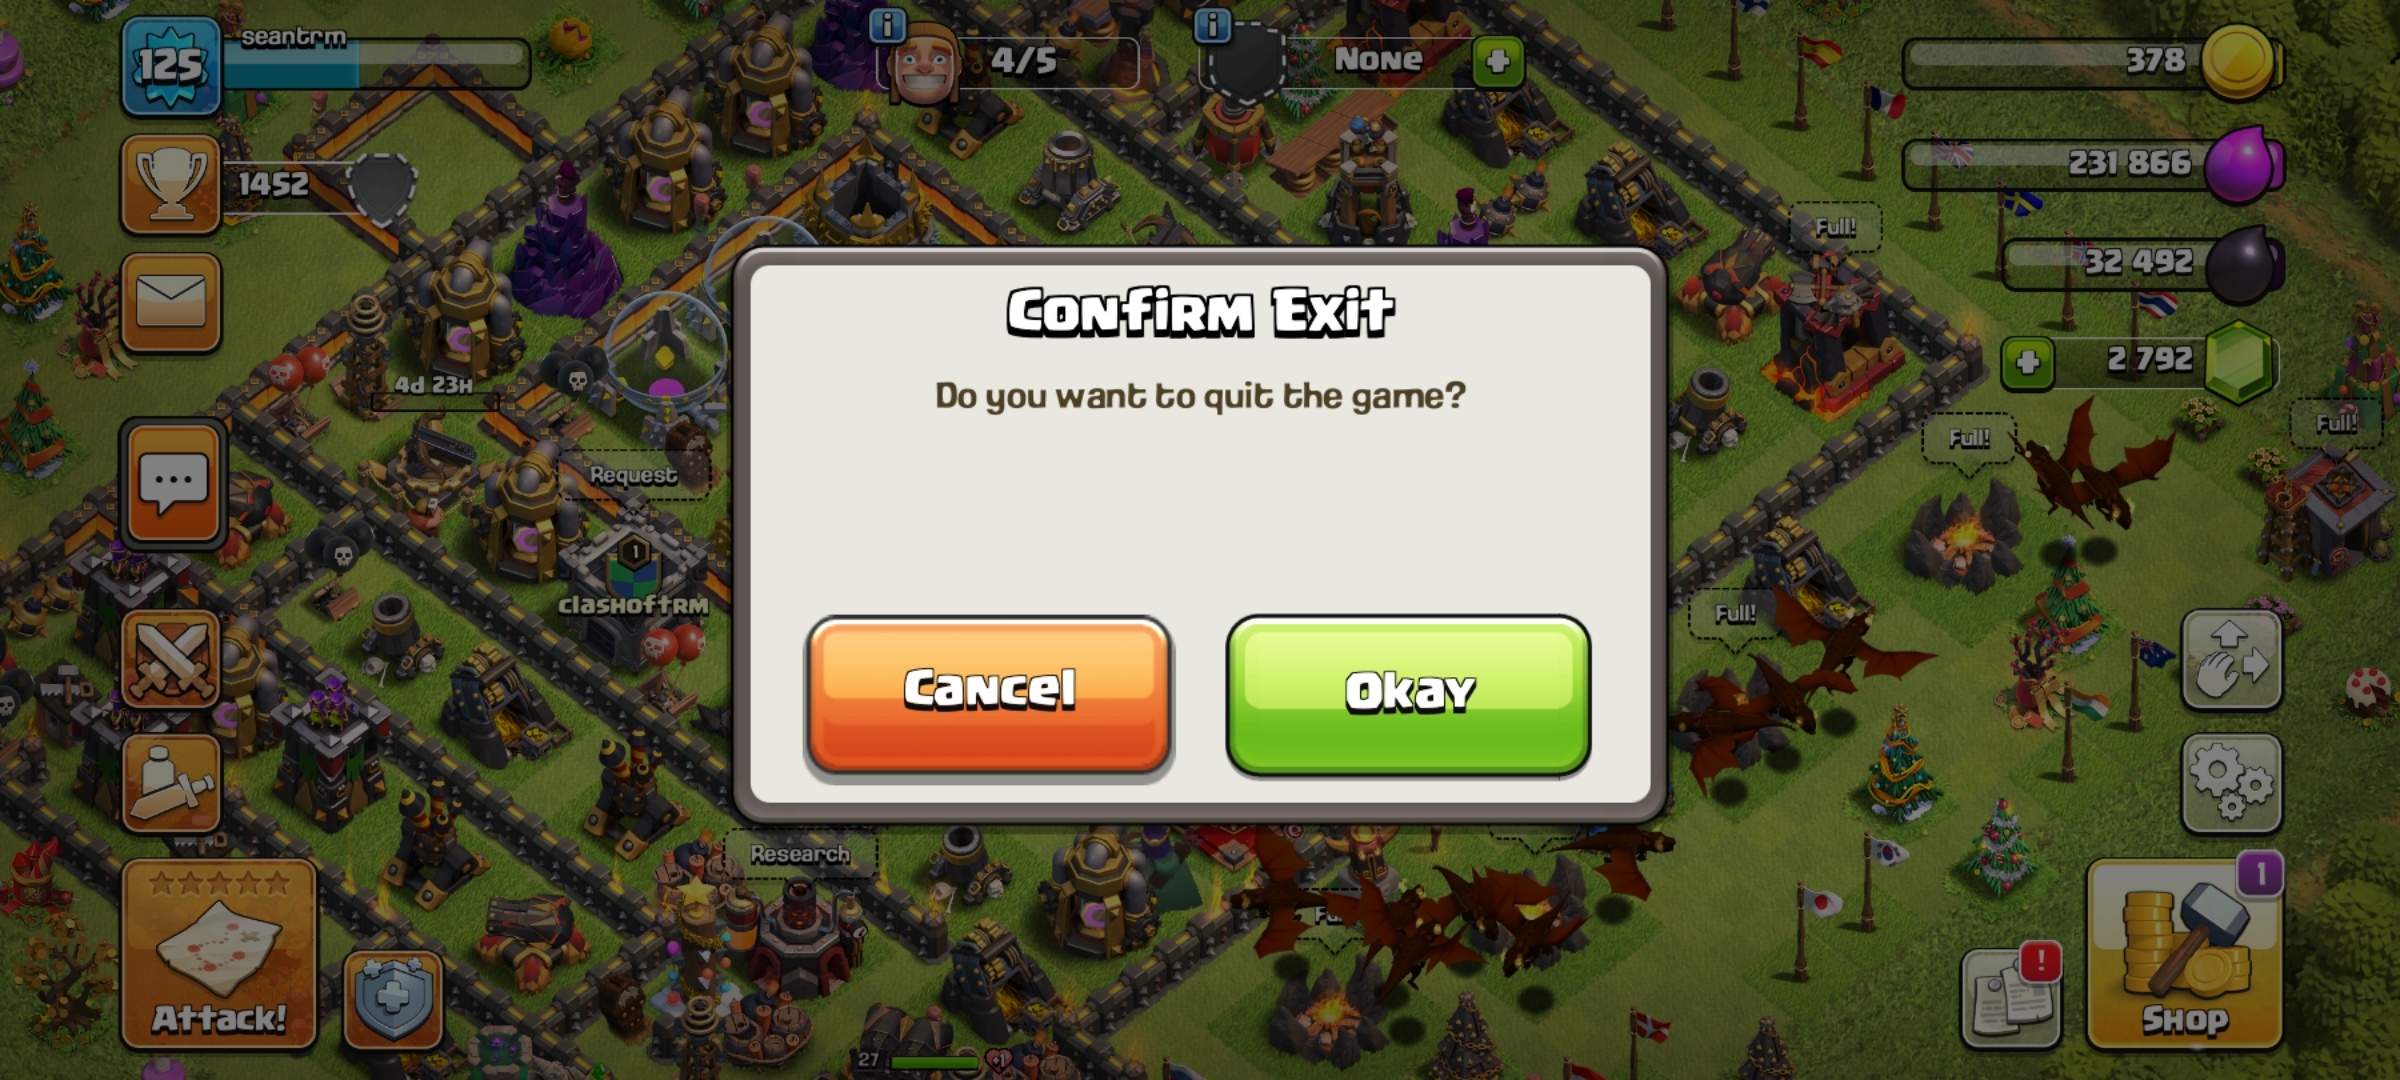 125
seantrm
1452
4/5
None
378
231 866
32 492
2 792
Full!
4d 23H
Full!
Full!
Request
1
clashoftrm
Full!
Confirm Exit
Do you want to quit the game?
Cancel
Okay
Research
Attack!
27
+1
1
!
Shop